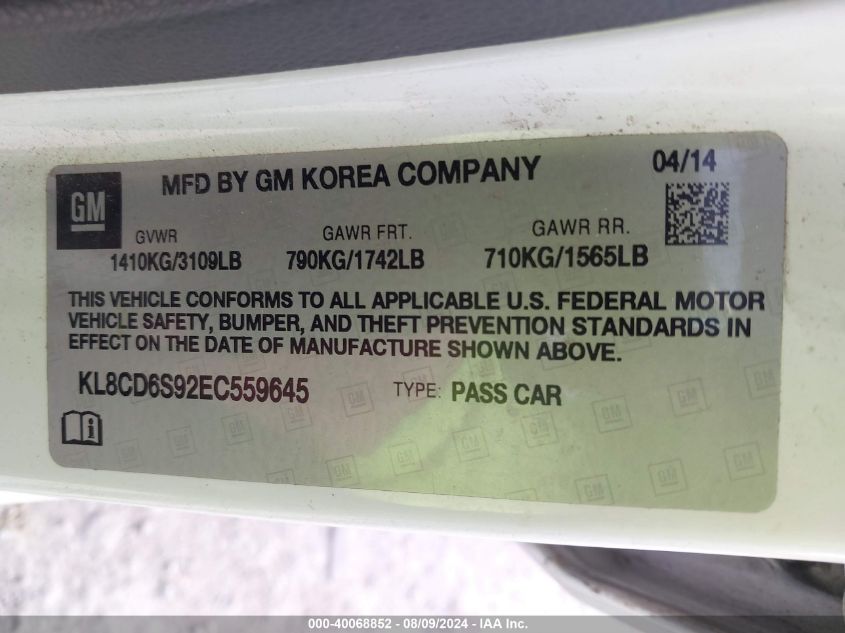 MFD BY GM KOREA COMPANY
04/14
GM
GVWR
GAWR FRT.
GAWR RR.
1410KG/3109LB
790KG/1742LB
710KG/1565LB
THIS VEHICLE CONFORMS TO ALL APPLICABLE U.S. FEDERAL MOTOR
VEHICLE SAFETY, BUMPER, AND THEFT PREVENTION STANDARDS IN
EFFECT ON THE DATE OF MANUFACTURE SHOWN ABOVE.
KL8CD6S92EC559645
TYPE: PASS CAR
000-40068852 - 08/09/2024 - IAA Inc.